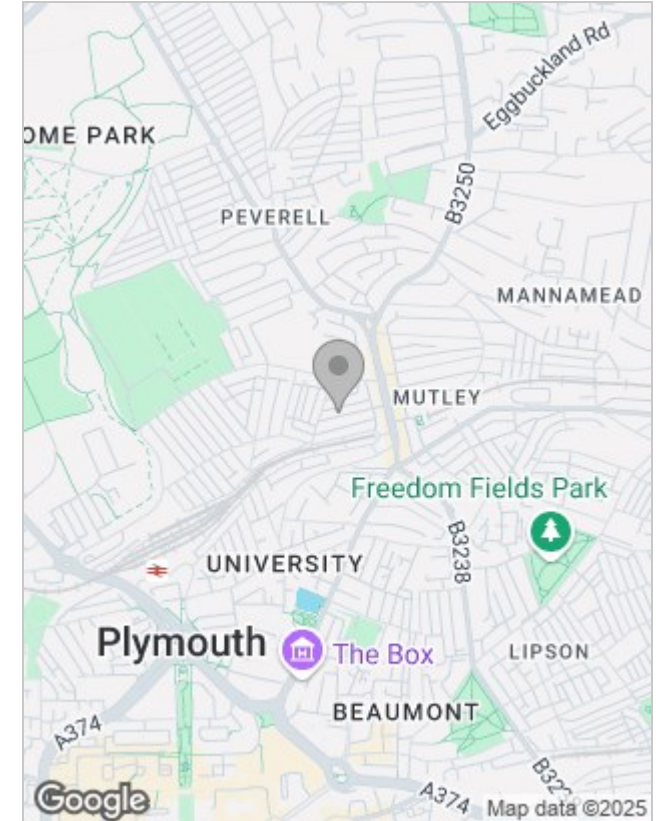 Eggbuckland Rd
OME PARK
B3250
PEVERELL
MANNAMEAD
MUTLEY
Freedom Fields Park
B3238
UNIVERSITY
Plymouth
The Box
LIPSON
BEAUMONT
A374
A374
Google
Map data ©2025